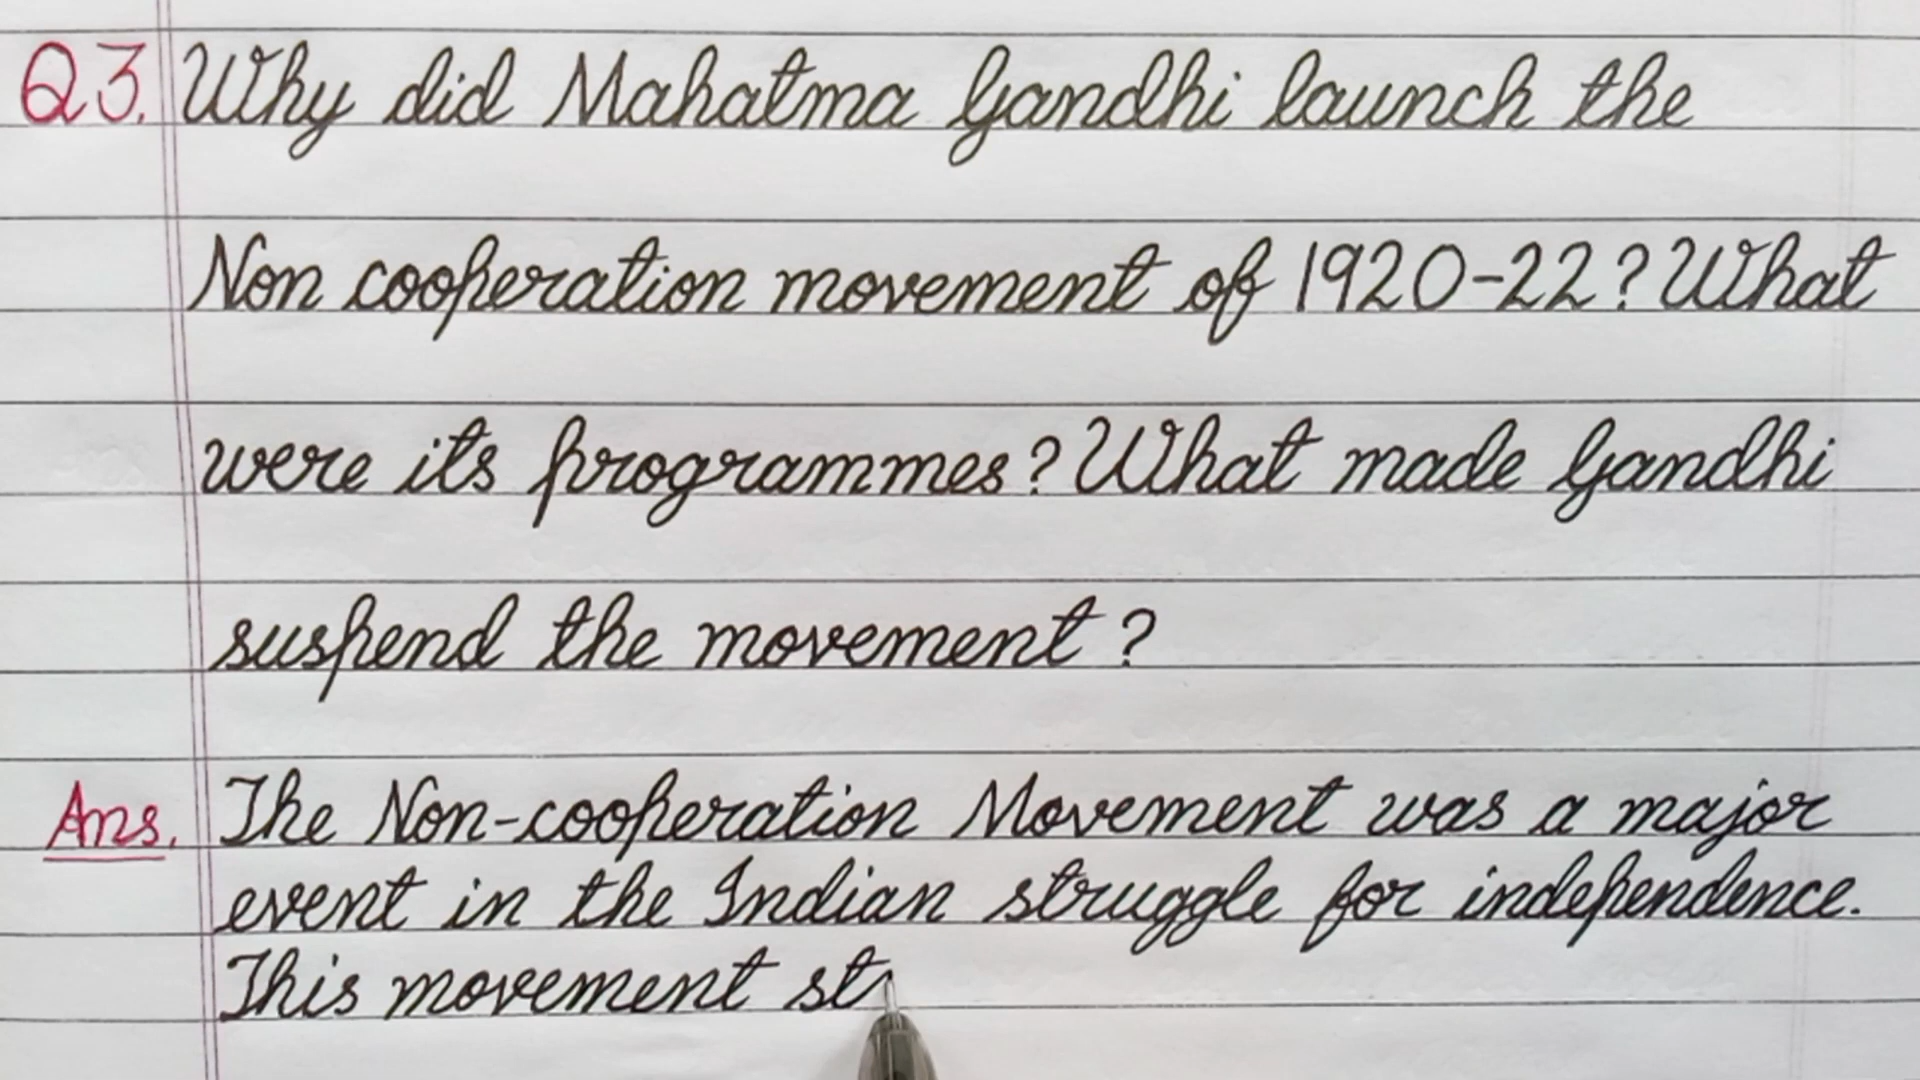 Q3. Why did Mahatma Gandhi launch the
Non cooperation movement of 1920-22? What
were its programmes? What made Gandhi
suspend the movement?
Ans. The Non-cooperation Movement was a major
event in the Indian struggle for independence.
This movement st